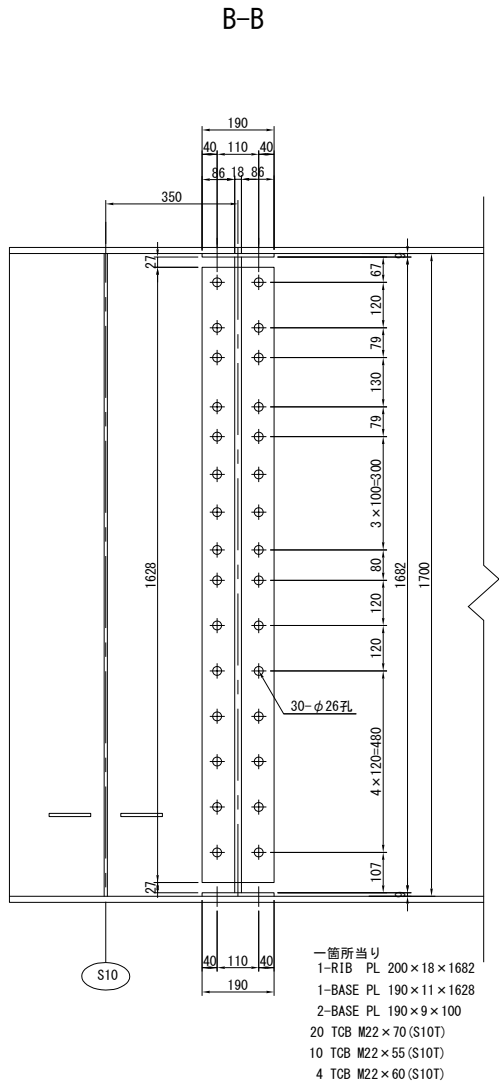 B-B
190
40 110 40
86 18 86
350
27
9
67
120
79
130
79
3×100=300
80
120
120
4×120=480
107
9
1628
1682
1700
30-φ26孔
27
40 110 40
190
S10
一箇所当り
1-RIB PL 200×18×1682
1-BASE PL 190×11×1628
2-BASE PL 190×9×100
20 TCB M22×70(S10T)
10 TCB M22×55(S10T)
4 TCB M22×60(S10T)